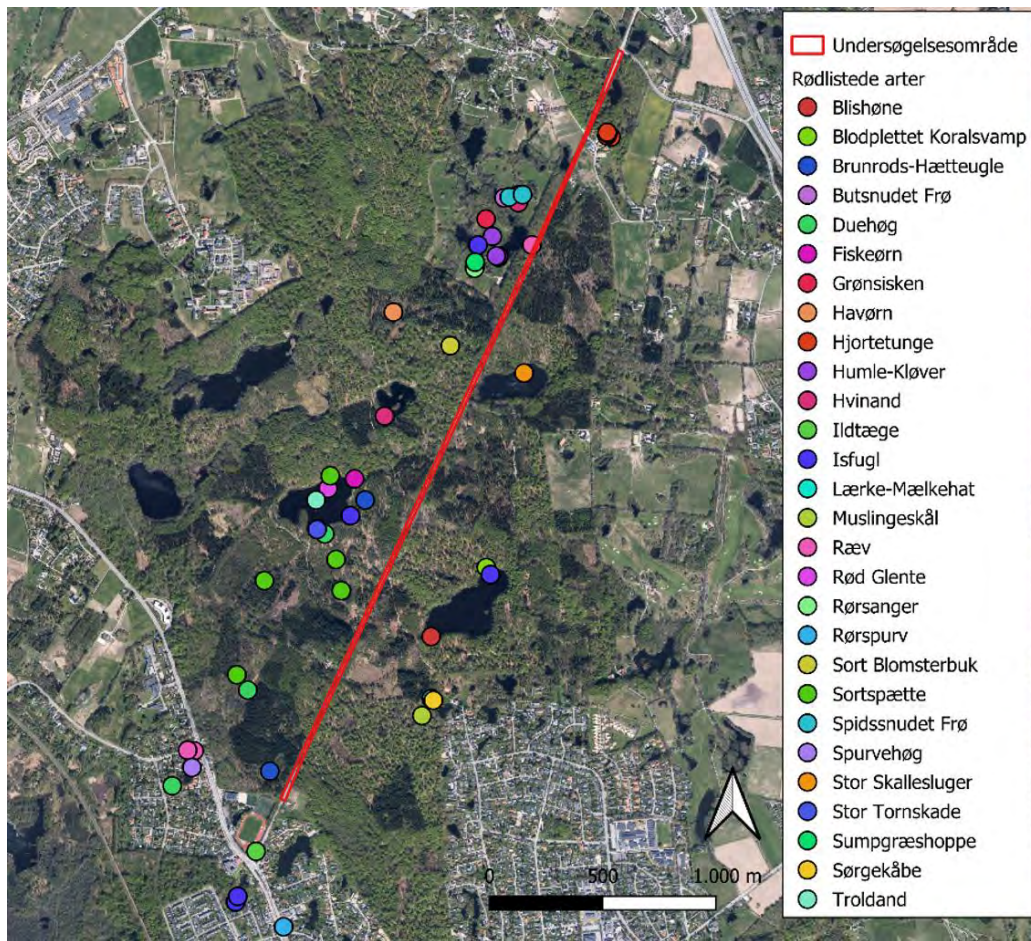 Undersøgelsesområde
Rødlistede arter
Blishøne
Blodplettet Koralsvamp
Brunrods-Hætteugle
Butsnudet Frø
Duehøg
Fiskeørn
Grønsisken
Havørn
Hjortetunge
Humle-Kløver
Hvinand
Ildtæge
Isfugl
Lærke-Mælkehat
Muslingeskål
Ræv
Rød Glente
Rørsanger
Rørspurv
Sort Blomsterbuk
Sortspætte
Spidssnudet Frø
Spurvehøg
Stor Skallesluger
Stor Tornskade
Sumpgræshoppe
Sørgekåbe
Troldand
0 500 1.000 m